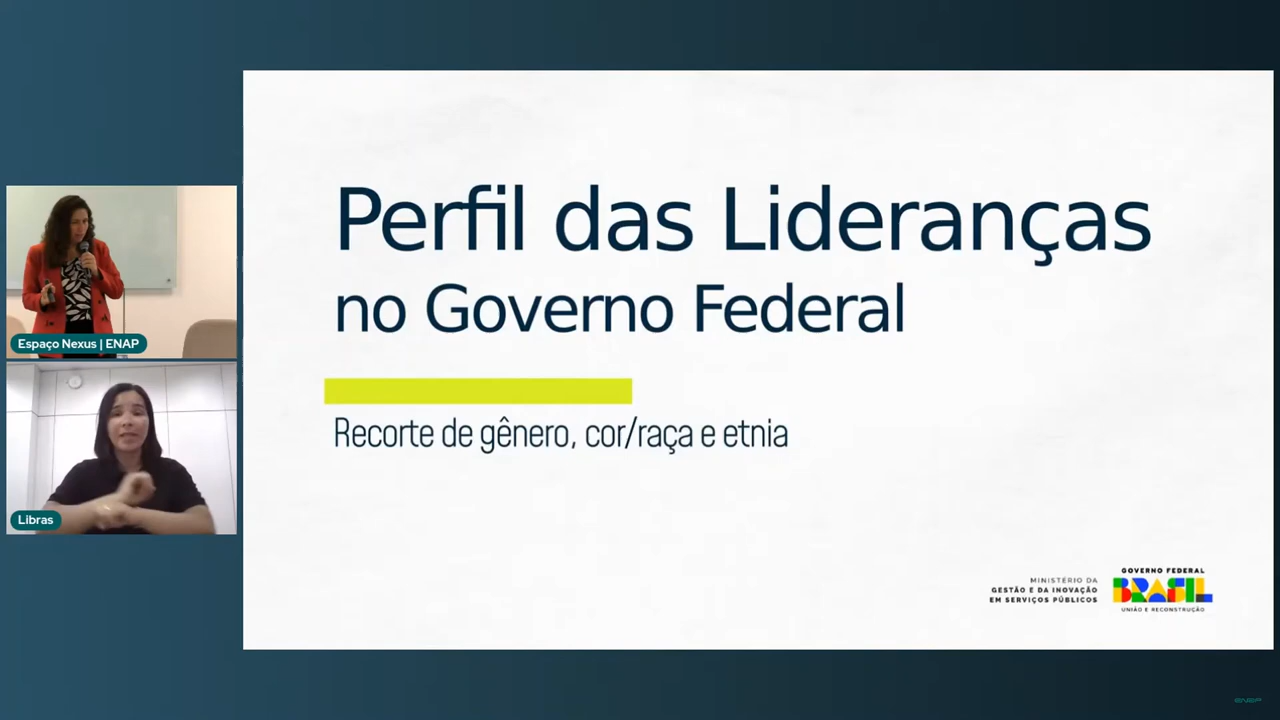 Perfil das Lideranças
no Governo Federal
Recorte de gênero, cor/raça e etnia
Espaço Nexus | ENAP
Libras
MINISTÉRIO DA
GESTÃO E DA INOVAÇÃO
EM SERVIÇOS PÚBLICOS
GOVERNO FEDERAL
BRASIL
UNIÃO E RECONSTRUÇÃO
enap